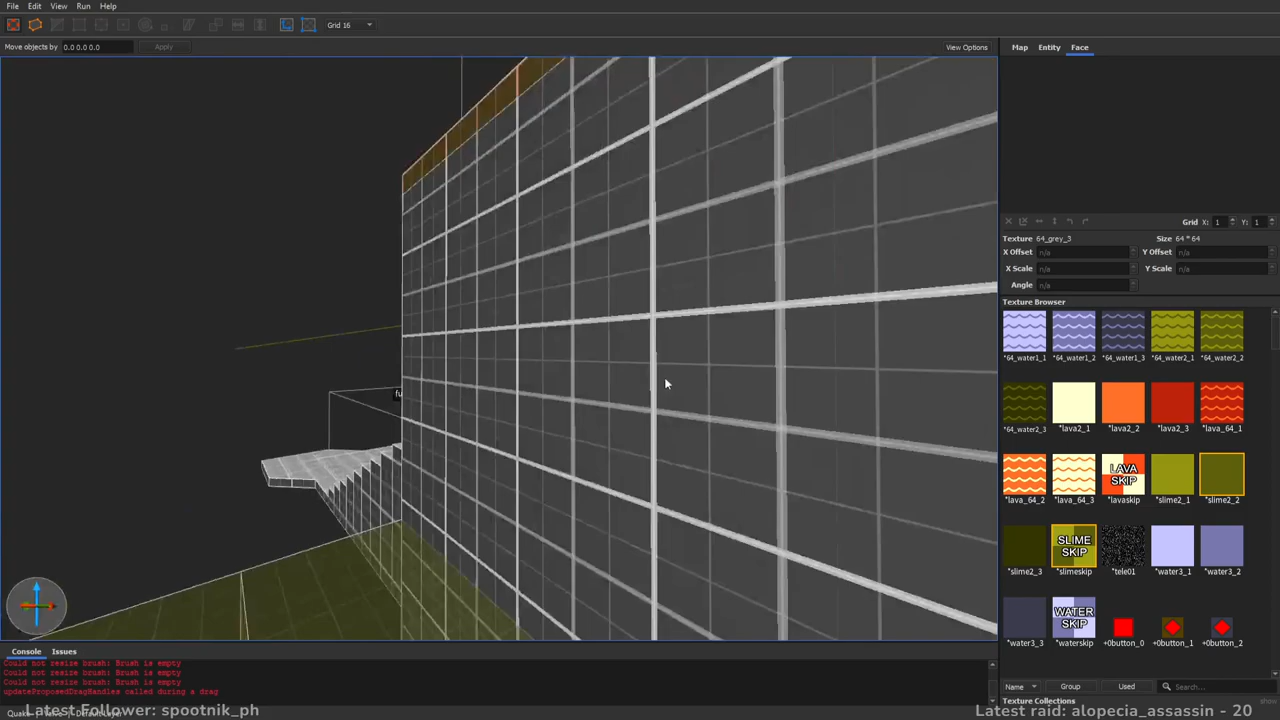 File Edit View Run Help
Grid 16
Move objects by 0.0 0.0 0.0 Apply View Options
Map Entity Face
fu
Grid X: 1 Y: 1
Texture 64_grey_3 Size 64 * 64
X Offset n/a Y Offset n/a
X Scale n/a Y Scale n/a
Angle n/a
Texture Browser
*64_water1_1 *64_water1_2 *64_water1_3 *64_water2_1 *64_water2_2
*64_water2_3 *lava2_1 *lava2_2 *lava2_3 *lava_64_1
LAVA SKIP
*lava_64_2 *lava_64_3 *lavaskip *slime2_1 *slime2_2
SLIME SKIP
*slime2_3 *slimeskip *tele01 *water3_1 *water3_2
WATER SKIP
*water3_3 *waterskip +0button_0 +0button_1 +0button_2
Name Group Used Search...
Texture Collections show
Console Issues
Could not resize brush: Brush is empty
Could not resize brush: Brush is empty
Could not resize brush: Brush is empty
updateProposedDragHandles called during a drag
Latest Follower: spootnik_ph
Latest raid: alopecia_assassin - 20